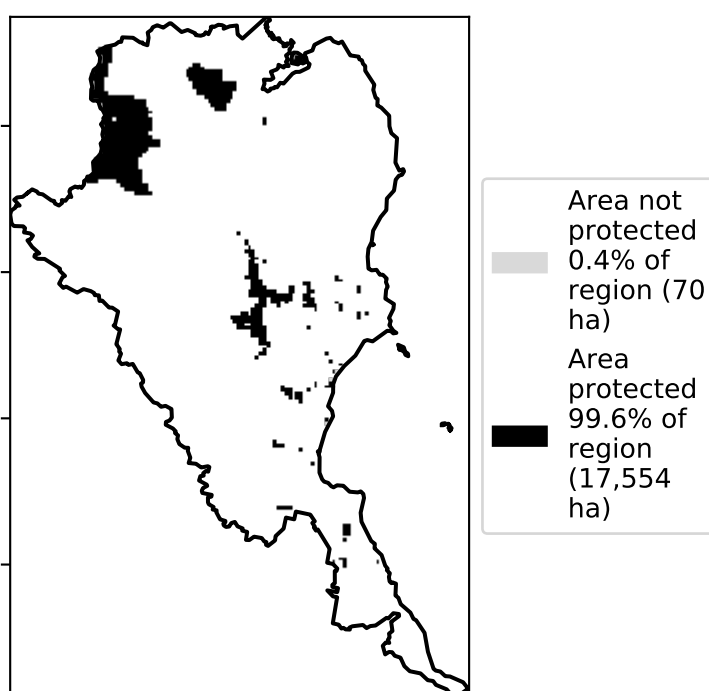 Area not
protected
0.4% of
region (70
ha)
Area
protected
99.6% of
region
(17,554
ha)